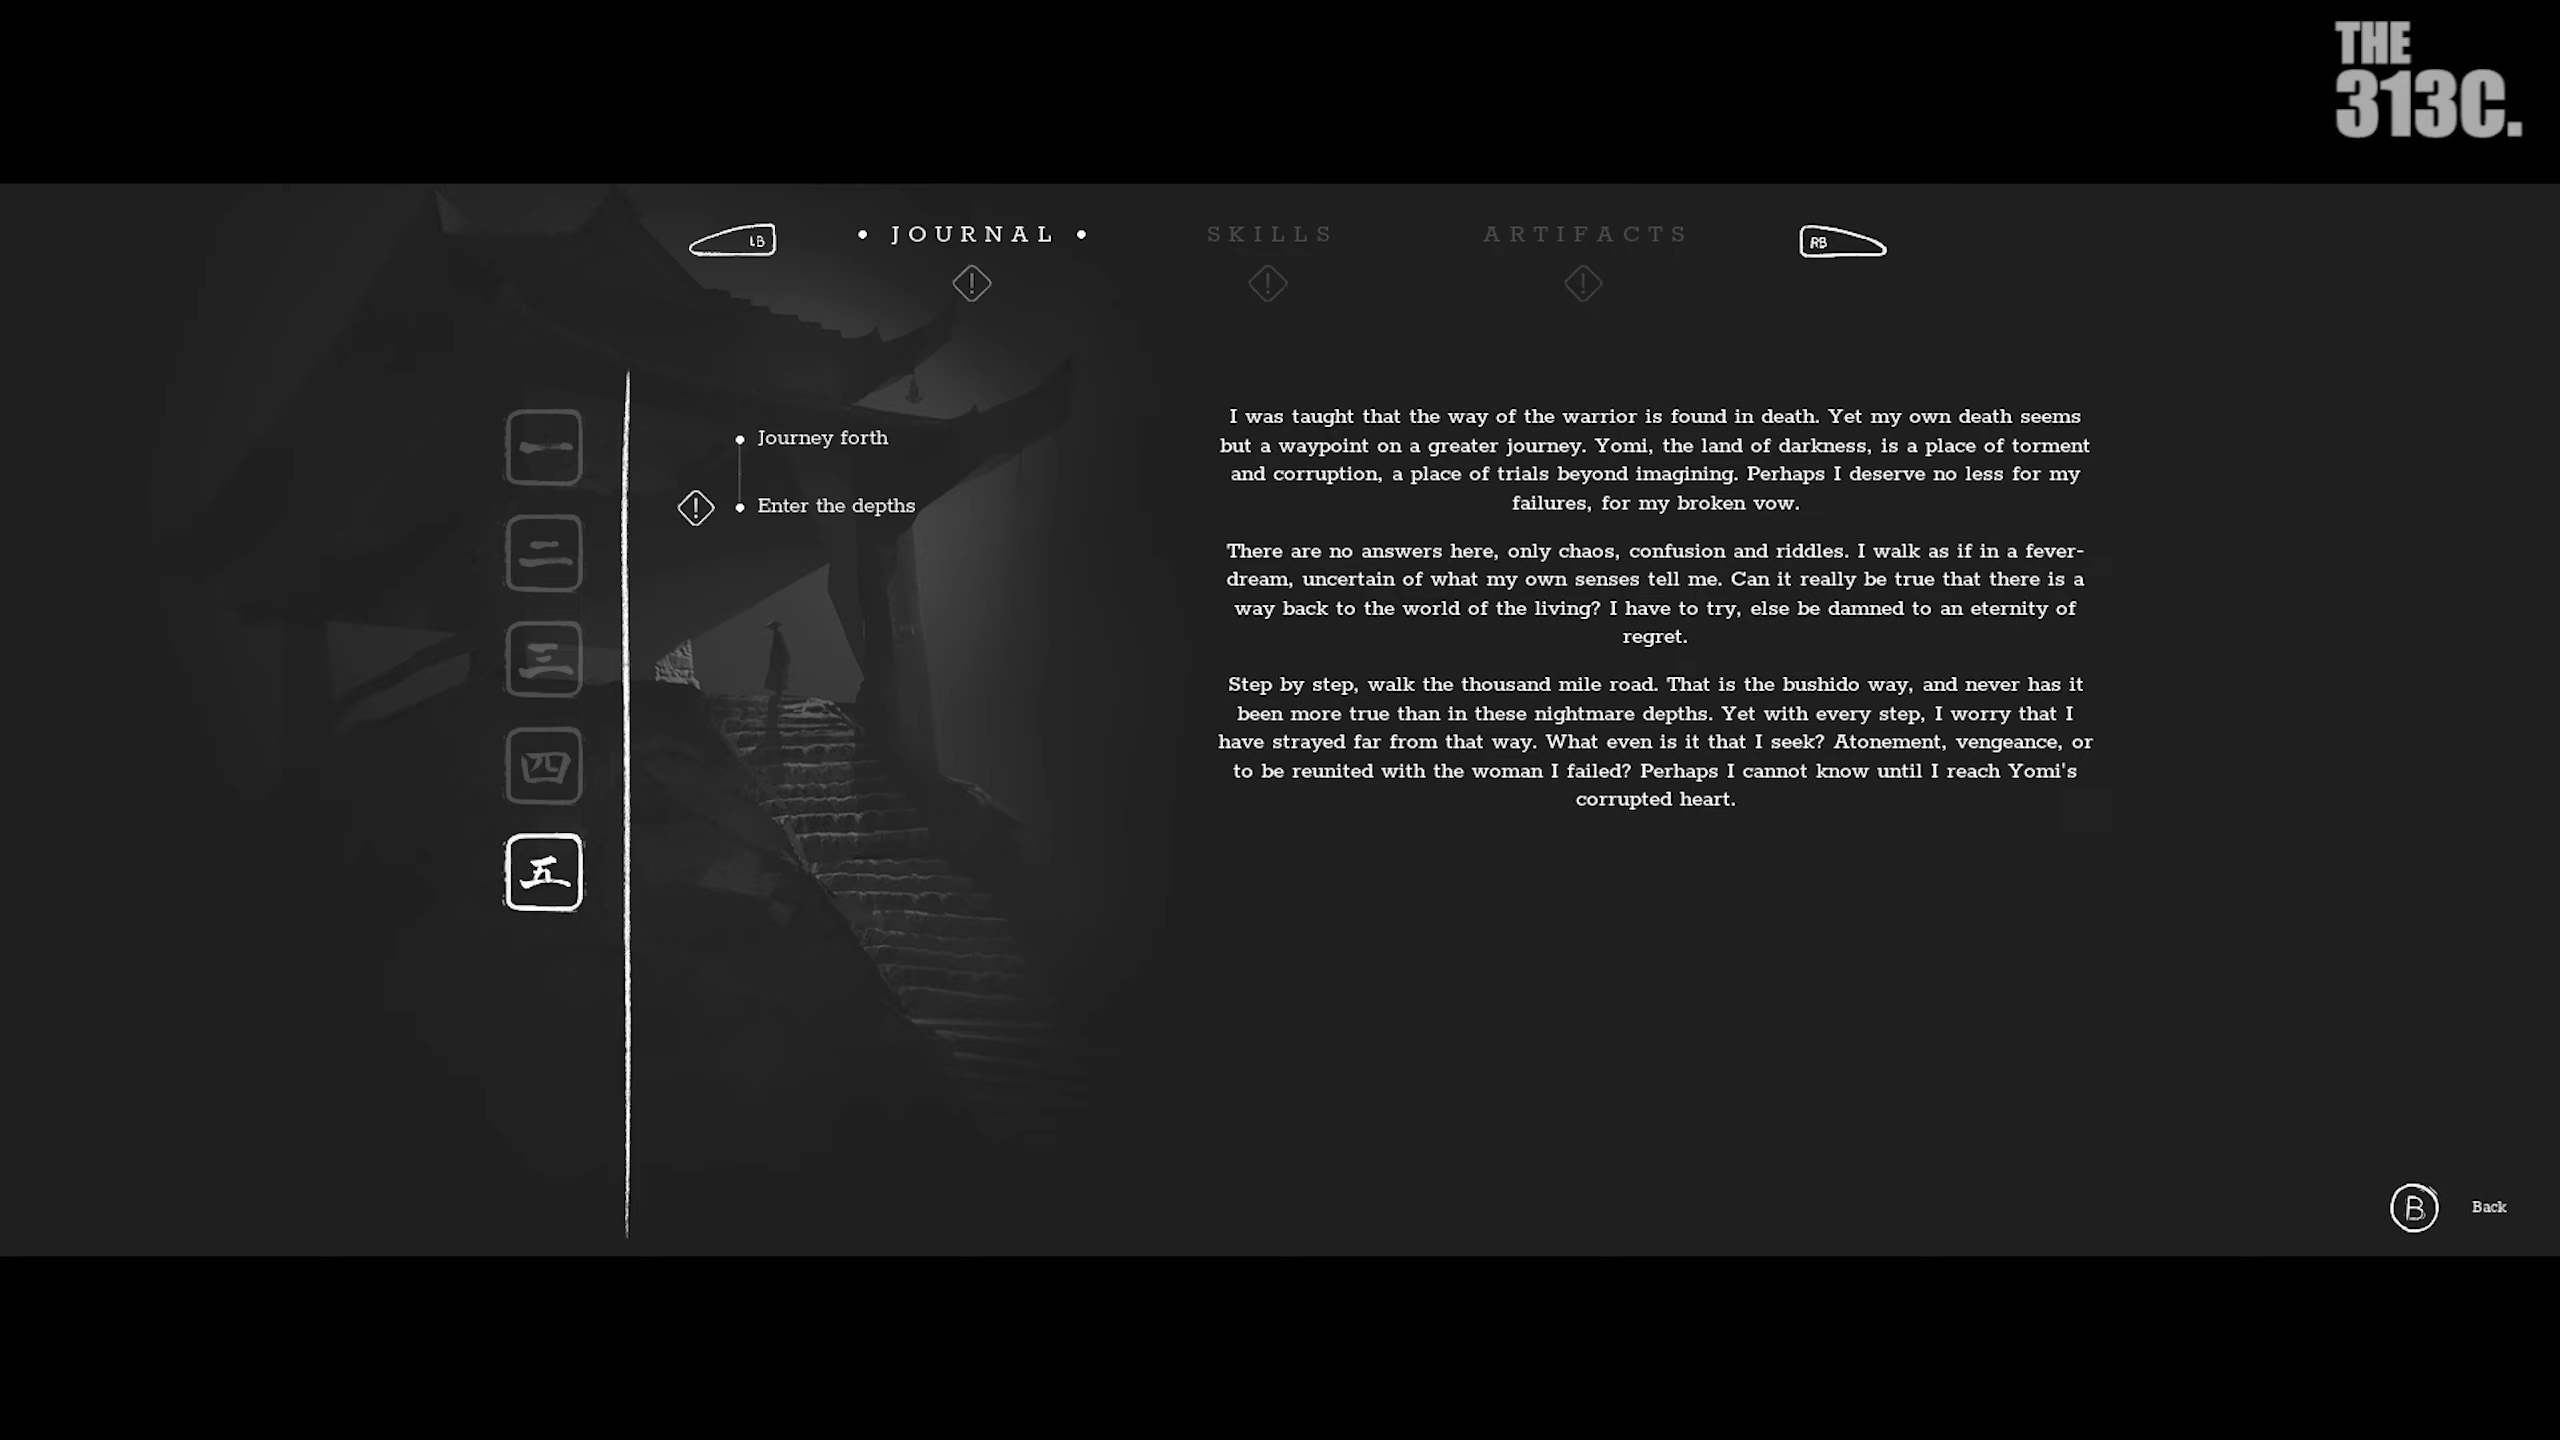 THE
313C.
LB
• JOURNAL •
SKILLS
ARTIFACTS
RB
!
!
!
一
二
三
四
五
Journey forth
! Enter the depths
I was taught that the way of the warrior is found in death. Yet my own death seems
but a waypoint on a greater journey. Yomi, the land of darkness, is a place of torment
and corruption, a place of trials beyond imagining. Perhaps I deserve no less for my
failures, for my broken vow.
There are no answers here, only chaos, confusion and riddles. I walk as if in a fever-
dream, uncertain of what my own senses tell me. Can it really be true that there is a
way back to the world of the living? I have to try, else be damned to an eternity of
regret.
Step by step, walk the thousand mile road. That is the bushido way, and never has it
been more true than in these nightmare depths. Yet with every step, I worry that I
have strayed far from that way. What even is it that I seek? Atonement, vengeance, or
to be reunited with the woman I failed? Perhaps I cannot know until I reach Yomi's
corrupted heart.
B Back